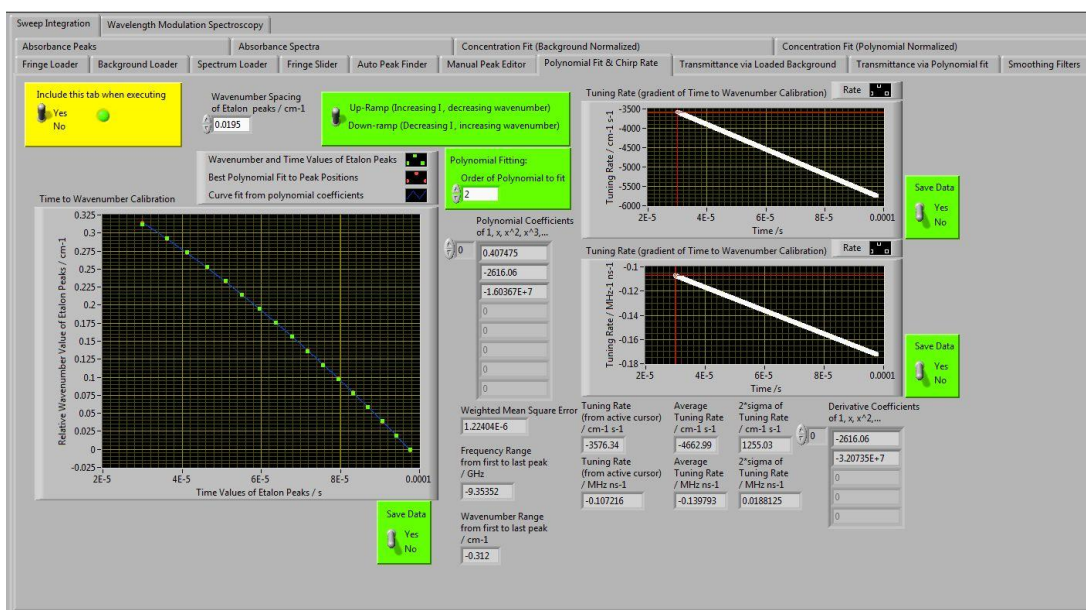 Sweep Integration
Wavelength Modulation Spectroscopy
Absorbance Peaks
Absorbance Spectra
Concentration Fit (Background Normalized)
Concentration Fit (Polynomial Normalized)
Fringe Loader
Background Loader
Spectrum Loader
Fringe Slider
Auto Peak Finder
Manual Peak Editor
Polynomial Fit & Chirp Rate
Transmittance via Loaded Background
Transmittance via Polynomial fit
Smoothing Filters
Include this tab when executing
Yes
No
Wavenumber Spacing
of Etalon peaks / cm-1
0.0195
Up-Ramp (Increasing I , decreasing wavenumber)
Down-ramp (Decreasing I , increasing wavenumber)
Wavenumber and Time Values of Etalon Peaks
Best Polynomial Fit to Peak Positions
Curve fit from polynomial coefficients
Polynomial Fitting:
Order of Polynomial to fit
2
Time to Wavenumber Calibration
Relative Wavenumber Value of Etalon Peaks / cm-1
0.325
0.3
0.275
0.25
0.225
0.2
0.175
0.15
0.125
0.1
0.075
0.05
0.025
0
-0.025
2E-5
4E-5
6E-5
8E-5
0.0001
Time Values of Etalon Peaks / s
Save Data
Yes
No
Polynomial Coefficients
of 1, x, x^2, x^3,...
0
0.407475
-2616.06
-1.60367E+7
0
0
0
0
0
Weighted Mean Square Error
1.22404E-6
Frequency Range
from first to last peak
/ GHz
-9.35352
Wavenumber Range
from first to last peak
/ cm-1
-0.312
Tuning Rate (gradient of Time to Wavenumber Calibration)
Rate
Tuning Rate / cm-1 s-1
-3500
-4000
-4500
-5000
-5500
-6000
2E-5
4E-5
6E-5
8E-5
0.0001
Time /s
Save Data
Yes
No
Tuning Rate (gradient of Time to Wavenumber Calibration)
Rate
Tuning Rate / MHz-1 ns-1
-0.1
-0.12
-0.14
-0.16
-0.18
2E-5
4E-5
6E-5
8E-5
0.0001
Time /s
Save Data
Yes
No
Tuning Rate
(from active cursor)
/ cm-1 s-1
-3576.34
Average
Tuning Rate
/ cm-1 s-1
-4662.99
2*sigma of
Tuning Rate
/ cm-1 s-1
1255.03
Tuning Rate
(from active cursor)
/ MHz ns-1
-0.107216
Average
Tuning Rate
/ MHz ns-1
-0.139793
2*sigma of
Tuning Rate
/ MHz ns-1
0.0188125
Derivative Coefficients
of 1, x, x^2,...
0
-2616.06
-3.20735E+7
0
0
0